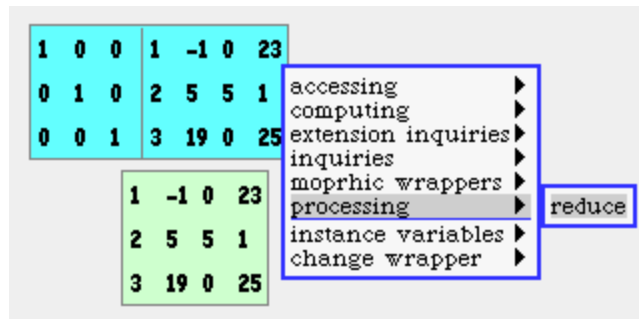 1 0 0 1 -1 0 23
0 1 0 2 5 5 1
0 0 1 3 19 0 25
1 -1 0 23
2 5 5 1
3 19 0 25
accessing
computing
extension inquiries
inquiries
moprhic wrappers
processing
instance variables
change wrapper
reduce